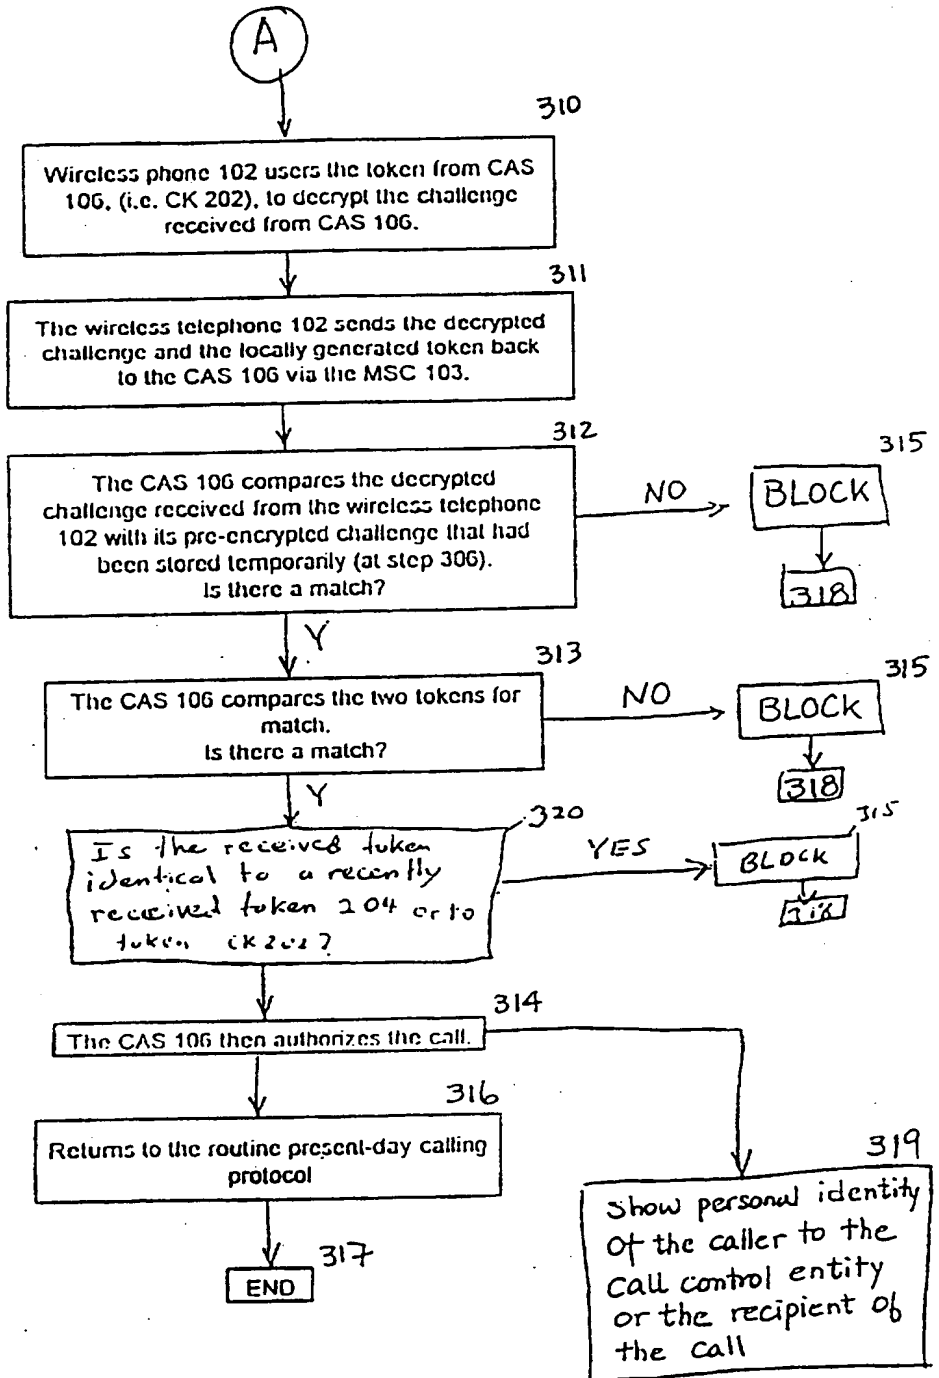 A
310
Wireless phone 102 users the token from CAS
106, (i.e. CK 202), to decrypt the challenge
received from CAS 106.
311
The wireless telephone 102 sends the decrypted
challenge and the locally generated token back
to the CAS 106 via the MSC 103.
312
The CAS 106 compares the decrypted
challenge received from the wireless telephone
102 with its pre-encrypted challenge that had
been stored temporarily (at step 306).
Is there a match?
NO
315
BLOCK
318
Y
313
The CAS 106 compares the two tokens for
match.
Is there a match?
NO
315
BLOCK
318
Y
320
Is the received token
identical to a recently
received token 204 or to
token ?
YES
315
BLOCK
314
The CAS 106 then authorizes the call.
316
Returns to the routine present-day calling
protocol
317
END
319
Show personal identity
of the caller to the
call control entity
or the recipient of
the call